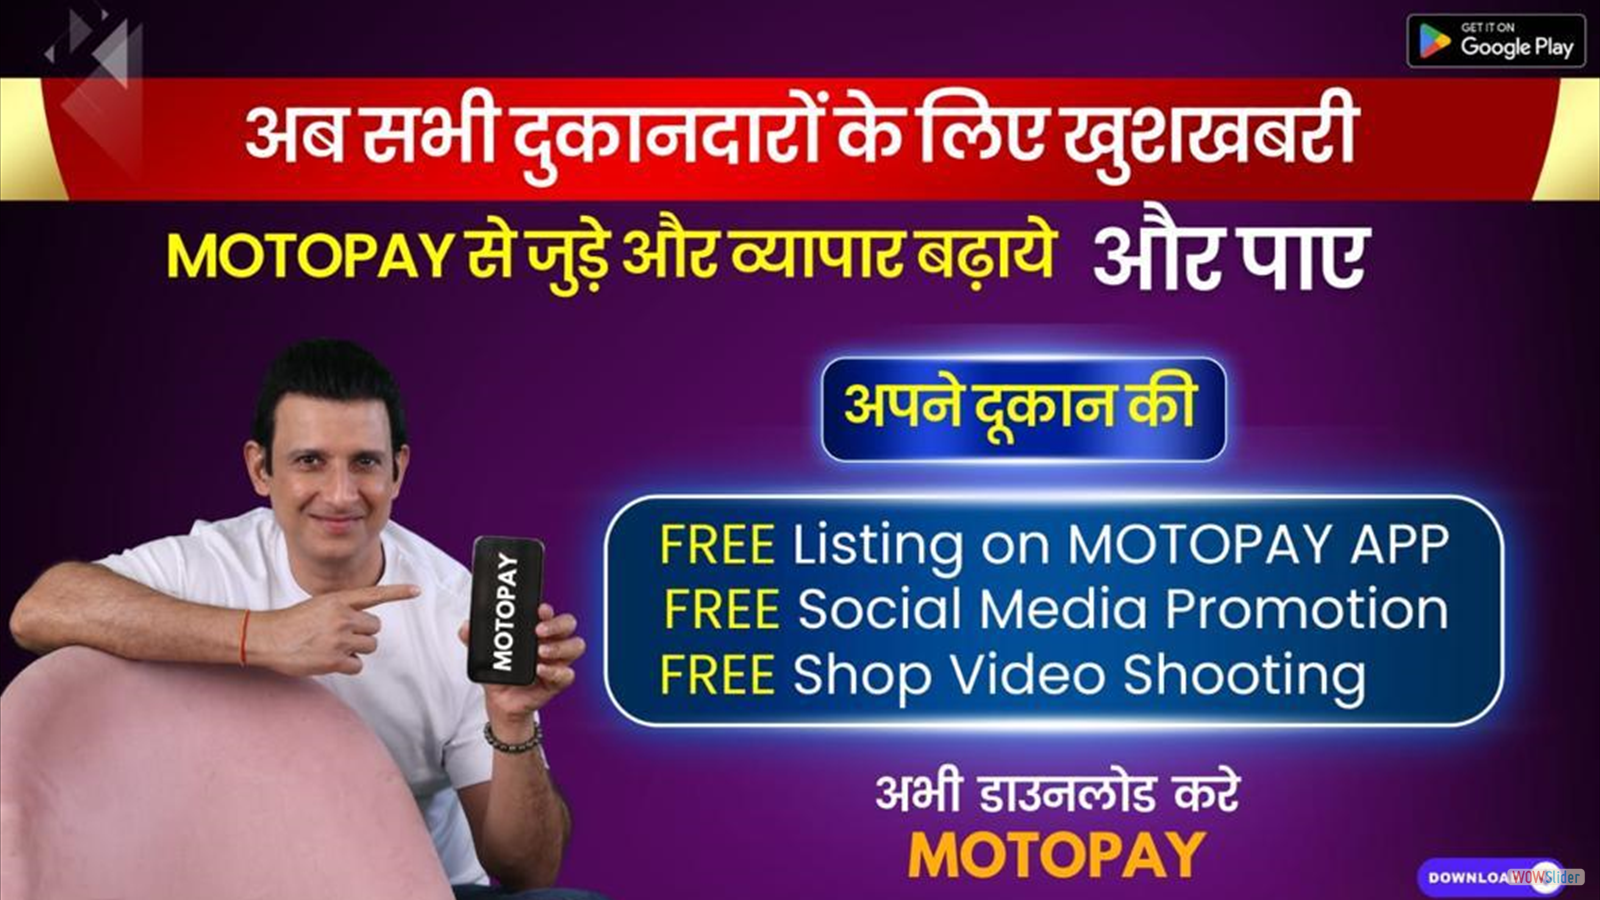 GET IT ON
Google Play
अब सभी दुकानदारों के लिए खुशखबरी
MOTOPAY से जुड़े और व्यापार बढ़ाये और पाए
अपने दूकान की
FREE Listing on MOTOPAY APP
FREE Social Media Promotion
FREE Shop Video Shooting
MOTOPAY
अभी डाउनलोड करे
MOTOPAY
WOWSlider